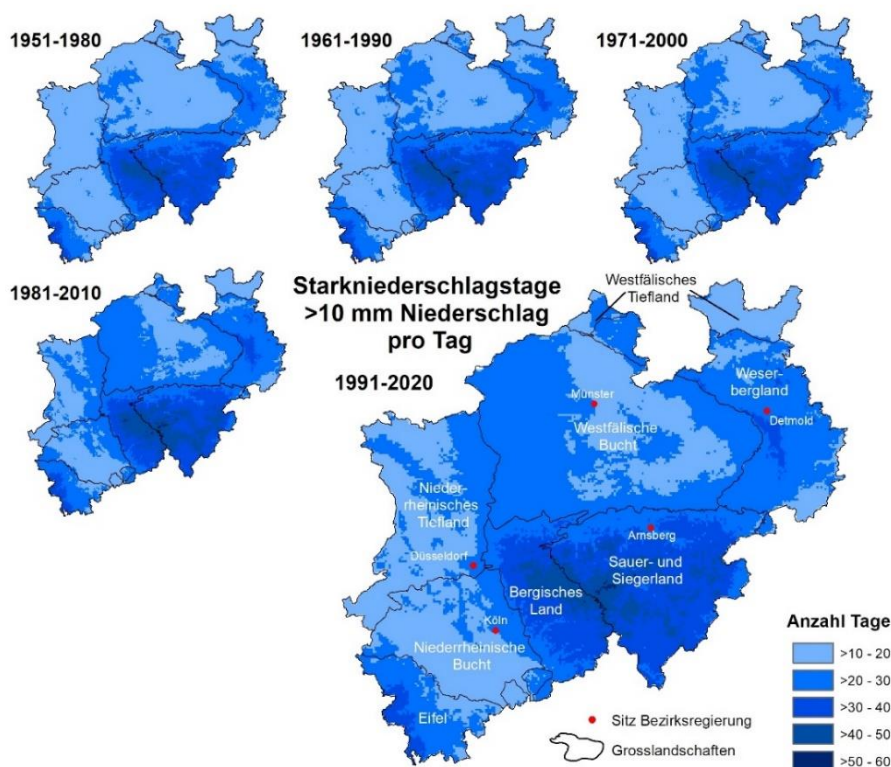 1951-1980
1961-1990
1971-2000
1981-2010
Starkniederschlagstage
>10 mm Niederschlag
pro Tag
1991-2020
Westfälisches
Tiefland
Weser-
bergland
Detmold
Münster
Westfälische
Bucht
Nieder-
rheinisches
Tiefland
Düsseldorf
Arnsberg
Sauer- und
Siegerland
Bergisches
Land
Köln
Niederrheinische
Bucht
Eifel
Sitz Bezirksregierung
Grosslandschaften
Anzahl Tage
>10 - 20
>20 - 30
>30 - 40
>40 - 50
>50 - 60